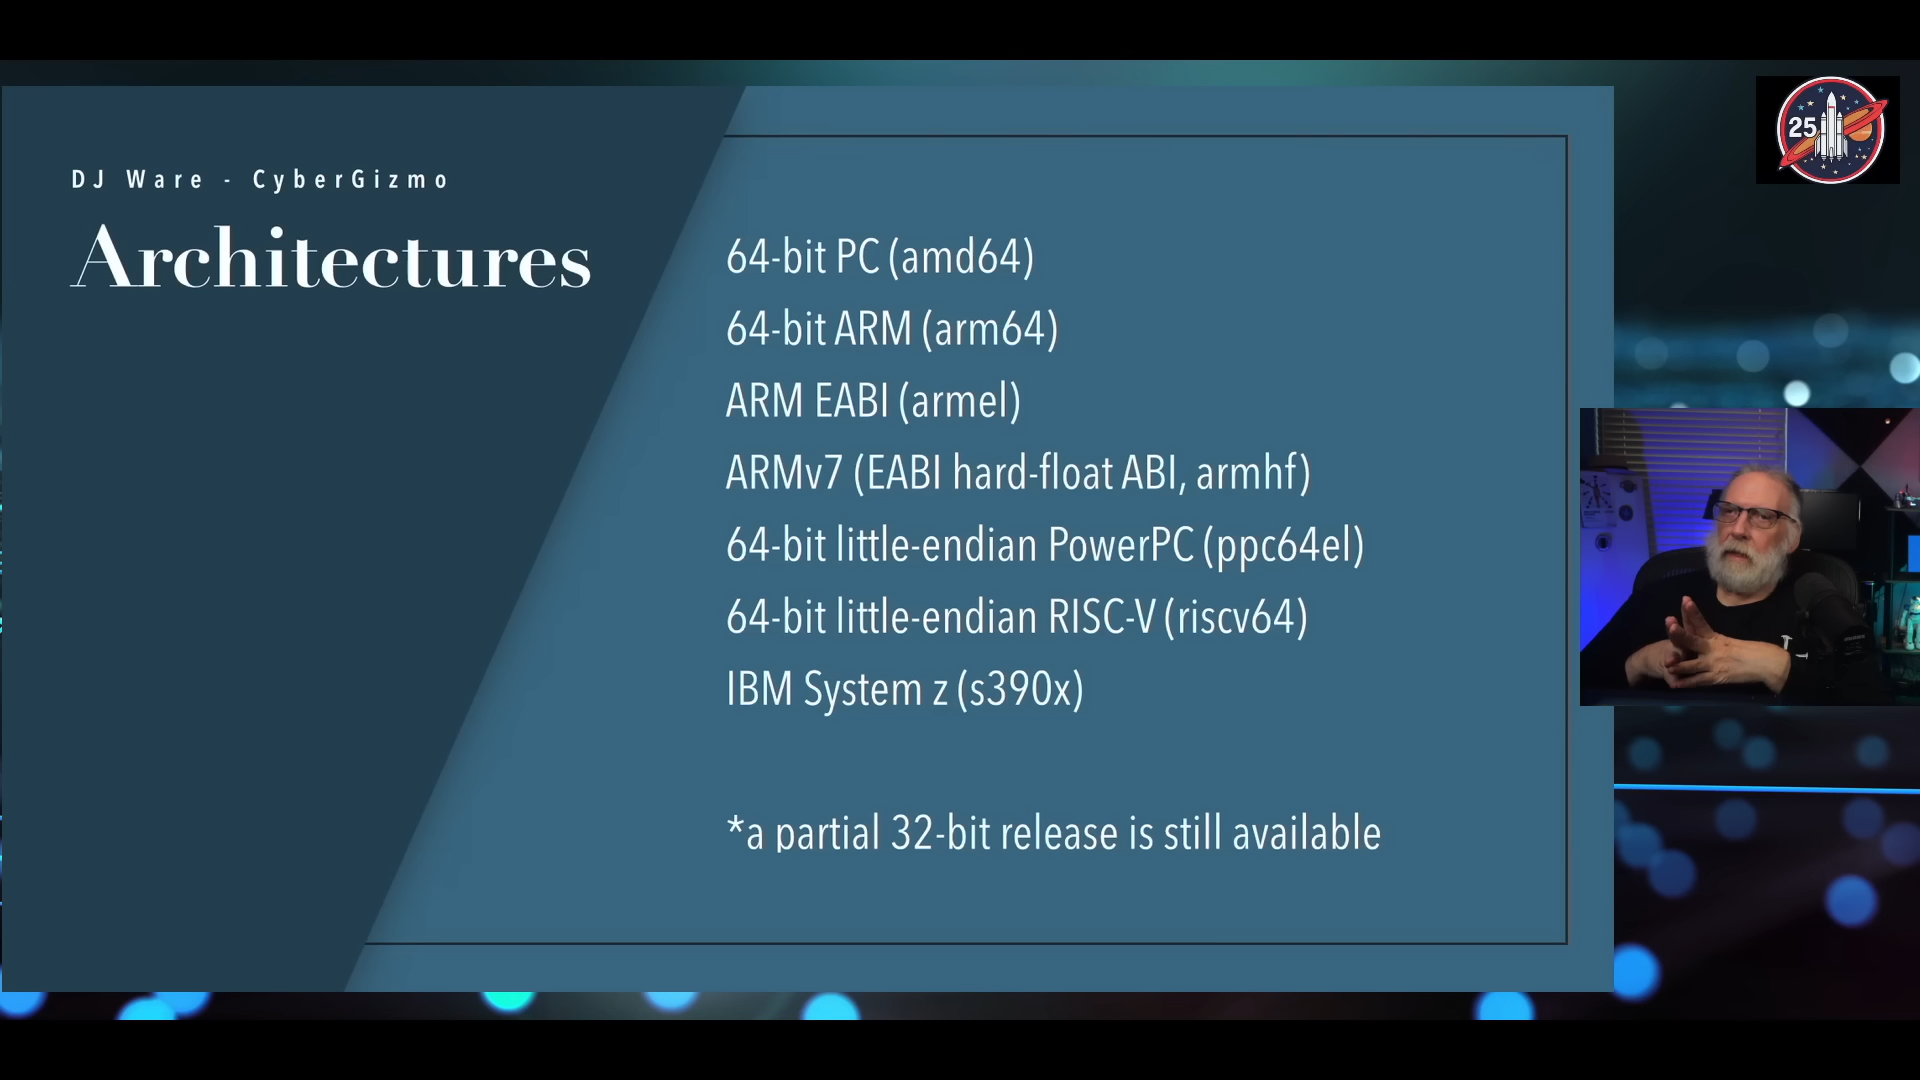 DJ Ware - CyberGizmo
Architectures
64-bit PC (amd64)
64-bit ARM (arm64)
ARM EABI (armel)
ARMv7 (EABI hard-float ABI, armhf)
64-bit little-endian PowerPC (ppc64el)
64-bit little-endian RISC-V (riscv64)
IBM System z (s390x)
*a partial 32-bit release is still available
25